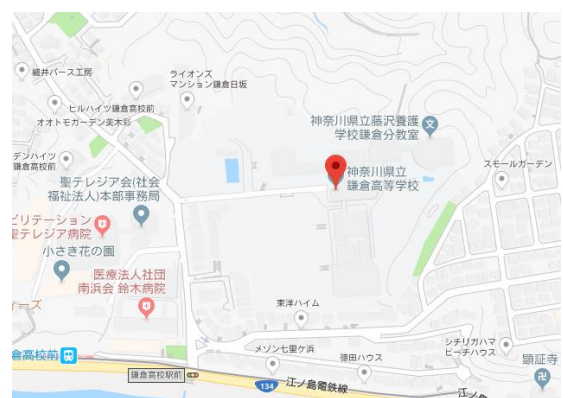 細井バース工房
ライオンズ
マンション鎌倉日坂
ヒルハイツ鎌倉高校前
オオトモガーデン美木彩
神奈川県立藤沢養護
学校鎌倉分教室
文
デンハイツ
鎌倉高校前
スモールガーデン
神奈川県立
鎌倉高等学校
聖テレジア会(社会
福祉法人)本部事務局
ビリテーション
聖テレジア病院
小さき花の園
医療法人社団
南浜会 鈴木病院
ィーズ
東洋ハイム
倉高校前
メゾン七里ケ浜
徳田ハウス
シチリガハマ
ビーチハウス
顕証寺
鎌倉高校駅前
134
江ノ島電鉄線
江ノ島